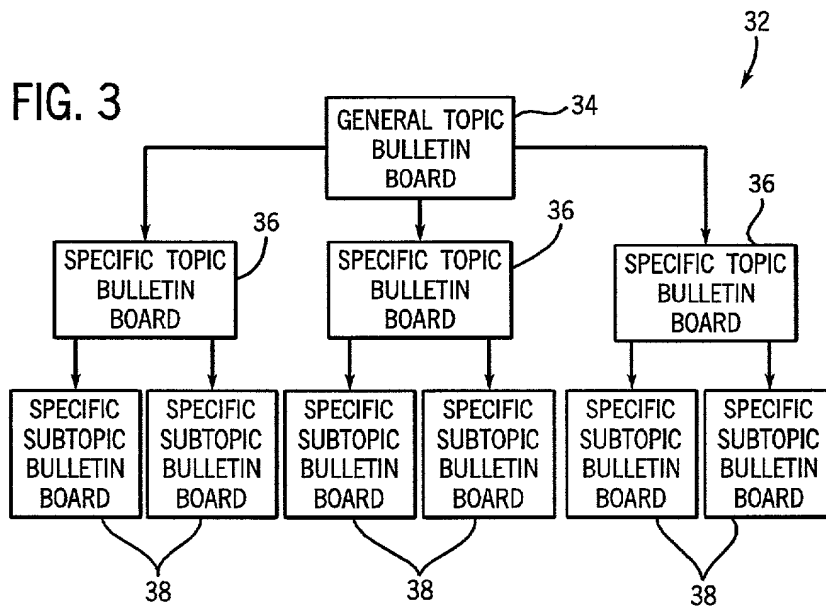 32
FIG. 3
34
GENERAL TOPIC
BULLETIN
BOARD
36
36
36
SPECIFIC TOPIC
BULLETIN
BOARD
SPECIFIC TOPIC
BULLETIN
BOARD
SPECIFIC TOPIC
BULLETIN
BOARD
SPECIFIC
SUBTOPIC
BULLETIN
BOARD
SPECIFIC
SUBTOPIC
BULLETIN
BOARD
SPECIFIC
SUBTOPIC
BULLETIN
BOARD
SPECIFIC
SUBTOPIC
BULLETIN
BOARD
SPECIFIC
SUBTOPIC
BULLETIN
BOARD
SPECIFIC
SUBTOPIC
BULLETIN
BOARD
38
38
38